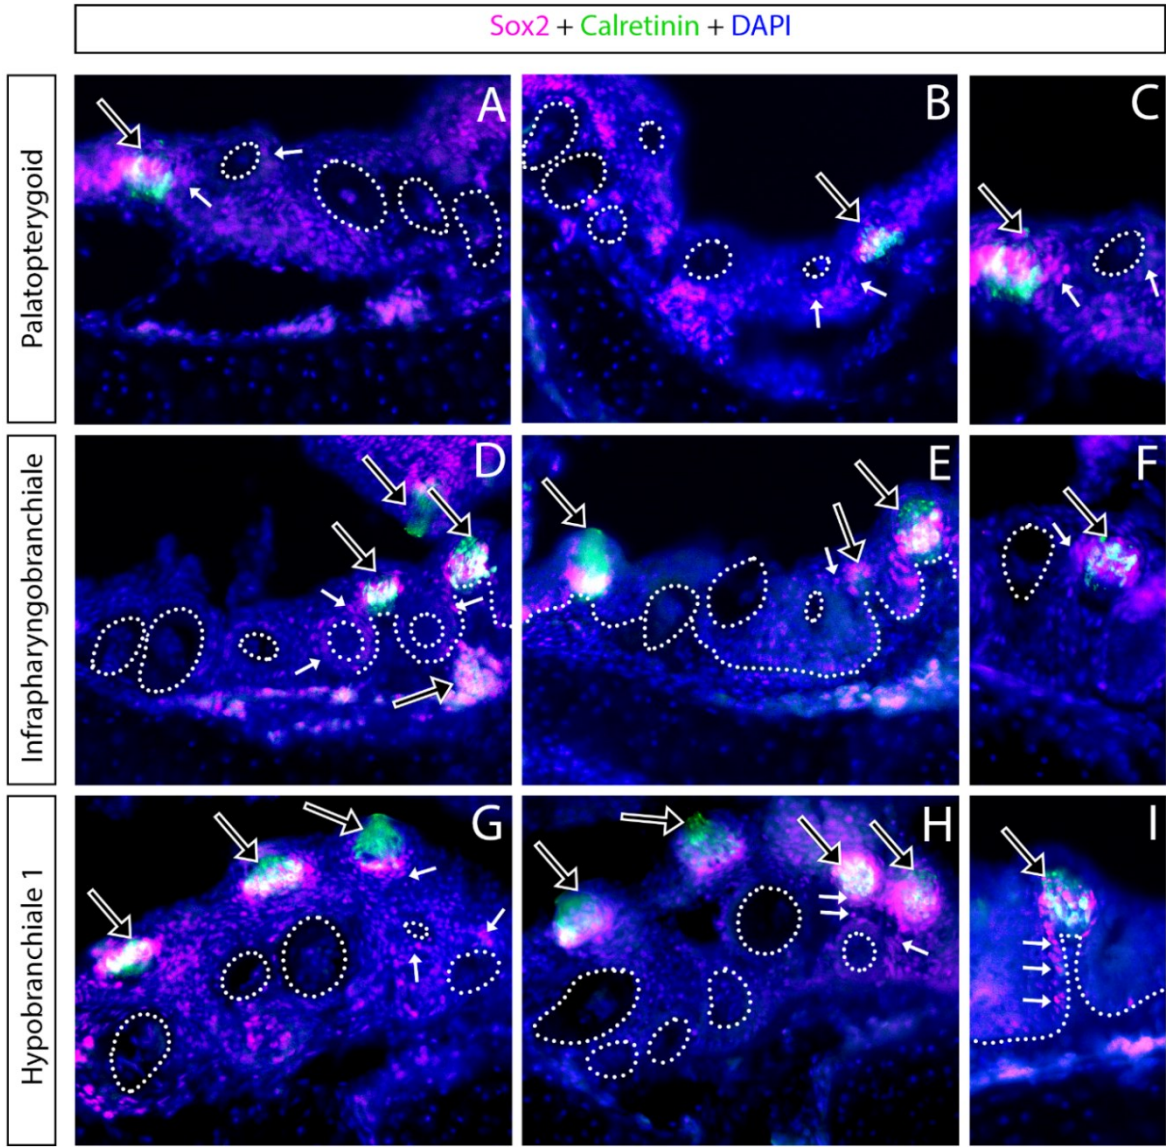 Sox2 + Calretinin + DAPI
Palatopterygoid
A
B
C
Infrapharyngobranchiale
D
E
F
Hypobranchiale 1
G
H
I